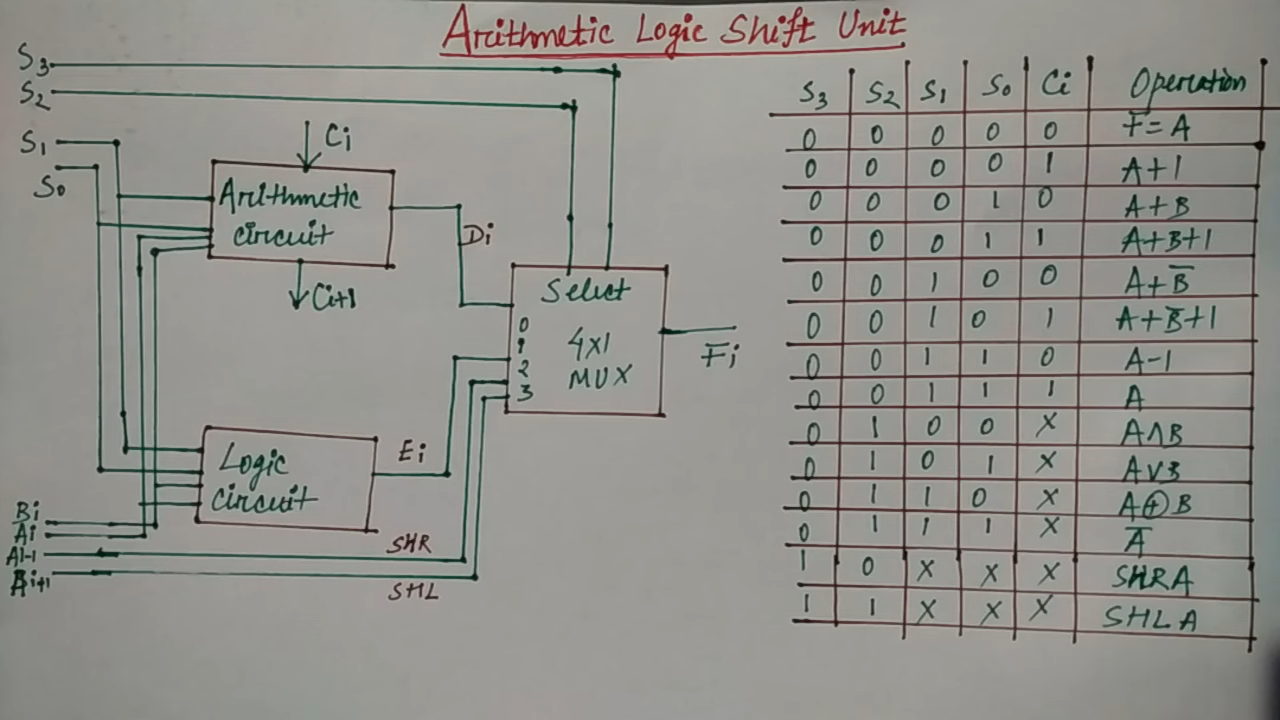 Arithmetic Logic Shift Unit
S3
S2
S1
S0
Ci
Arithmetic
circuit
Di
Ci+1
Select
0
1
2
3
4X1
MUX
Fi
Logic
circuit
Ei
Bi
Ai
Ai-1
Ai+1
SHR
SHL
S3 S2 S1 S0 Ci Operation
0 0 0 0 0 F=A
0 0 0 0 1 A+1
0 0 0 1 0 A+B
0 0 0 1 1 A+B+1
0 0 1 0 0 A+B̅
0 0 1 0 1 A+B̅+1
0 0 1 1 0 A-1
0 0 1 1 1 A
0 1 0 0 X A∧B
0 1 0 1 X A∨B
0 1 1 0 X A⊕B
0 1 1 1 X A̅
1 0 X X X SHRA
1 1 X X X SHLA